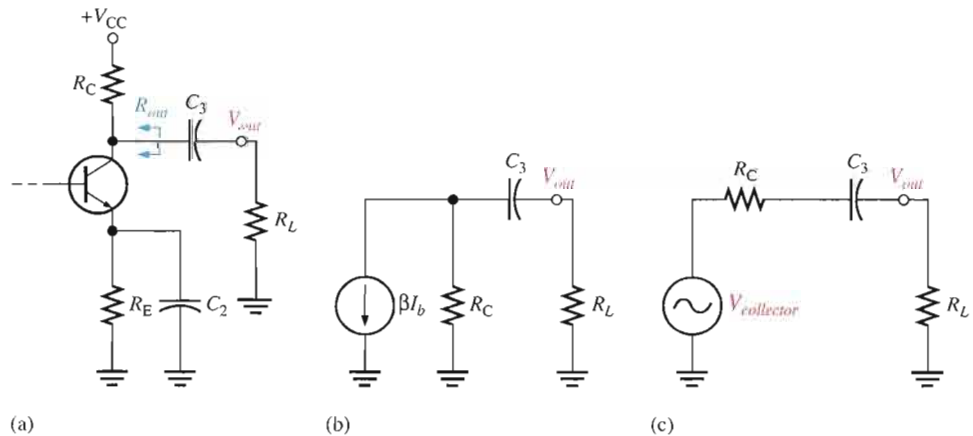 +VCC
RC
Rout
C3
Vout
RL
RE
C2
(a)
C3
Vout
βIb
RC
RL
(b)
RC
C3
Vout
Vcollector
RL
(c)